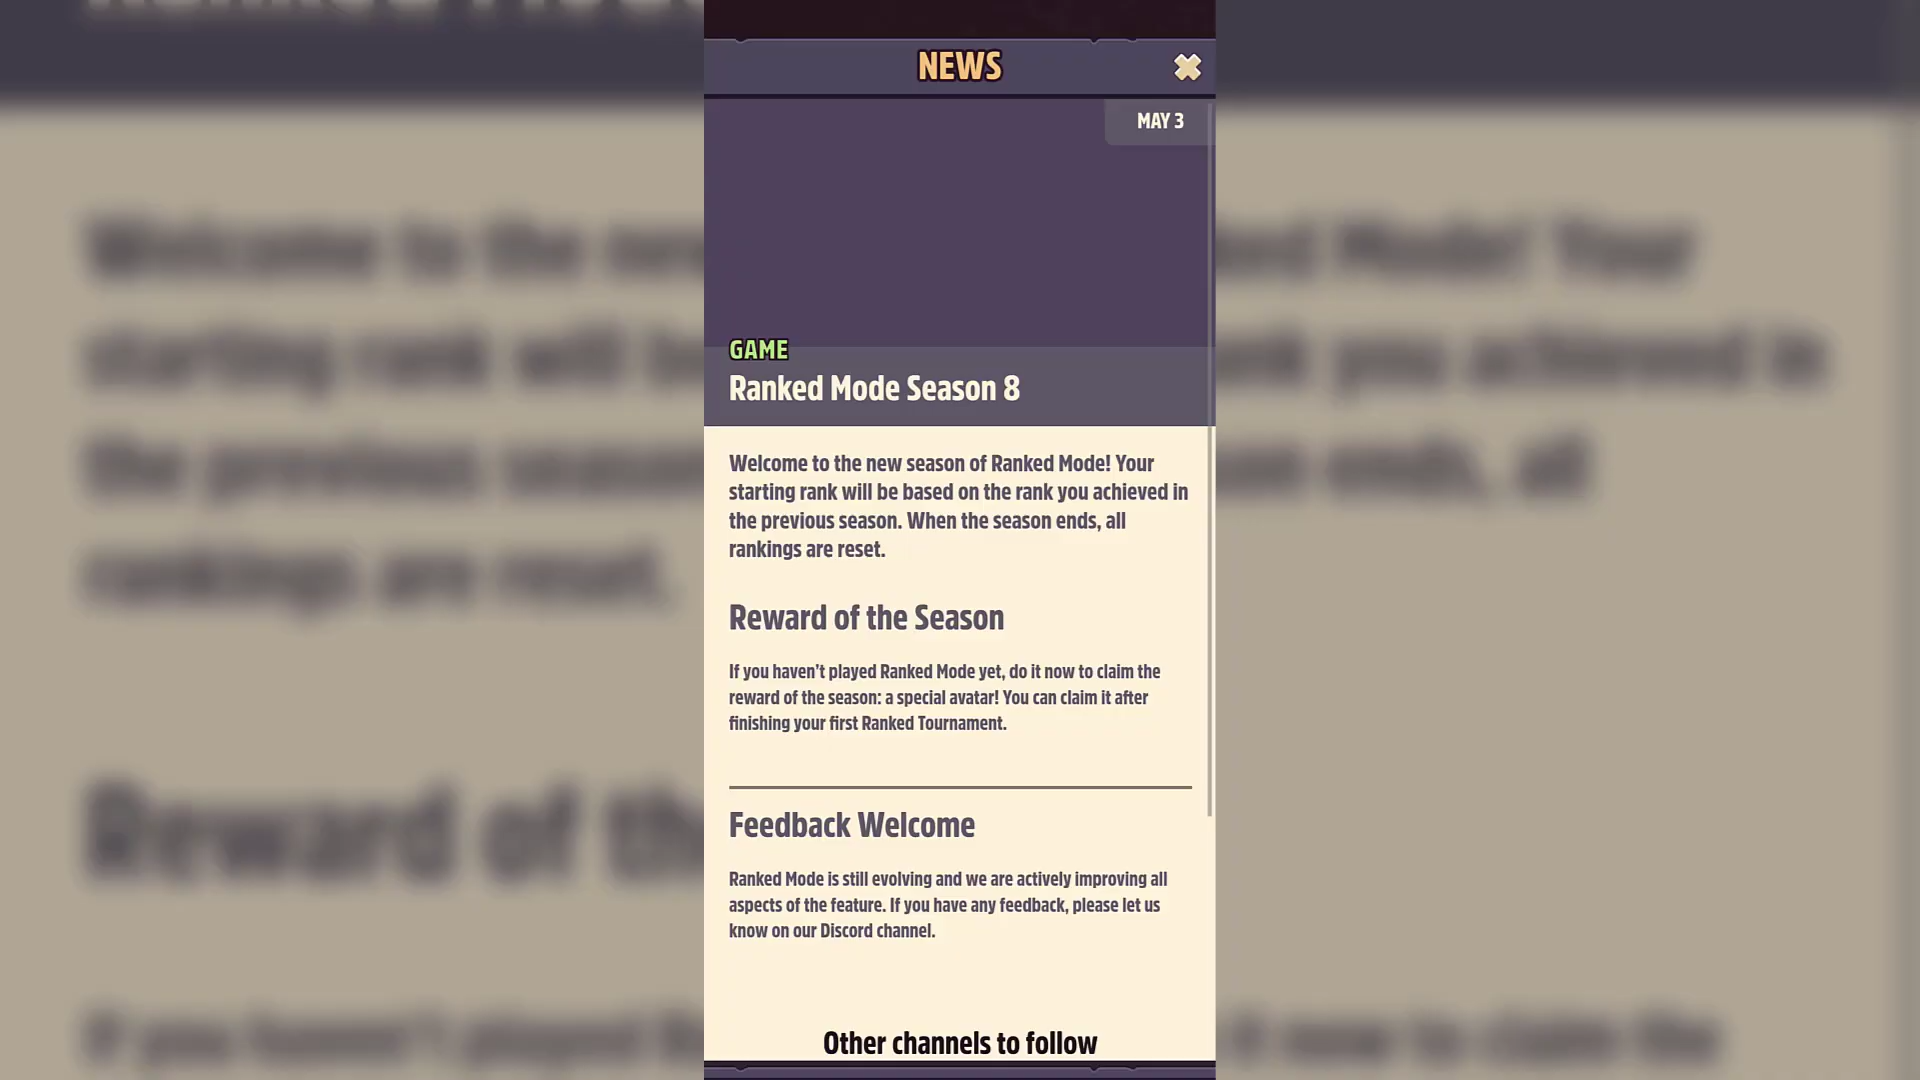 NEWS
MAY 3
GAME
Ranked Mode Season 8
Welcome to the new season of Ranked Mode! Your
starting rank will be based on the rank you achieved in
the previous season. When the season ends, all
rankings are reset.
Reward of the Season
If you haven't played Ranked Mode yet, do it now to claim the
reward of the season: a special avatar! You can claim it after
finishing your first Ranked Tournament.
Feedback Welcome
Ranked Mode is still evolving and we are actively improving all
aspects of the feature. If you have any feedback, please let us
know on our Discord channel.
Other channels to follow